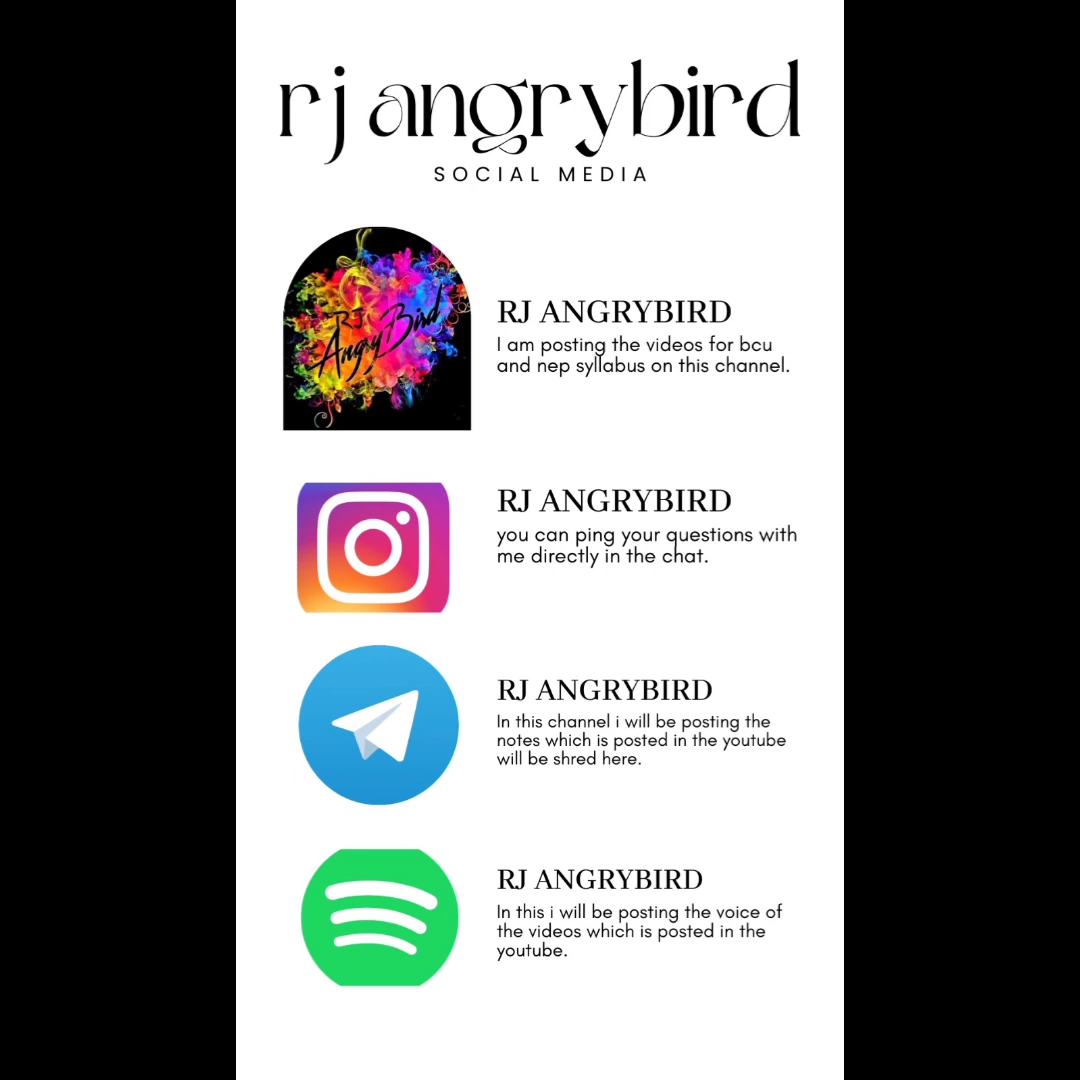 rj angrybird
SOCIAL MEDIA
RJ
AngryBird
RJ ANGRYBIRD
I am posting the videos for bcu
and nep syllabus on this channel.
RJ ANGRYBIRD
you can ping your questions with
me directly in the chat.
RJ ANGRYBIRD
In this channel i will be posting the
notes which is posted in the youtube
will be shred here.
RJ ANGRYBIRD
In this i will be posting the voice of
the videos which is posted in the
youtube.